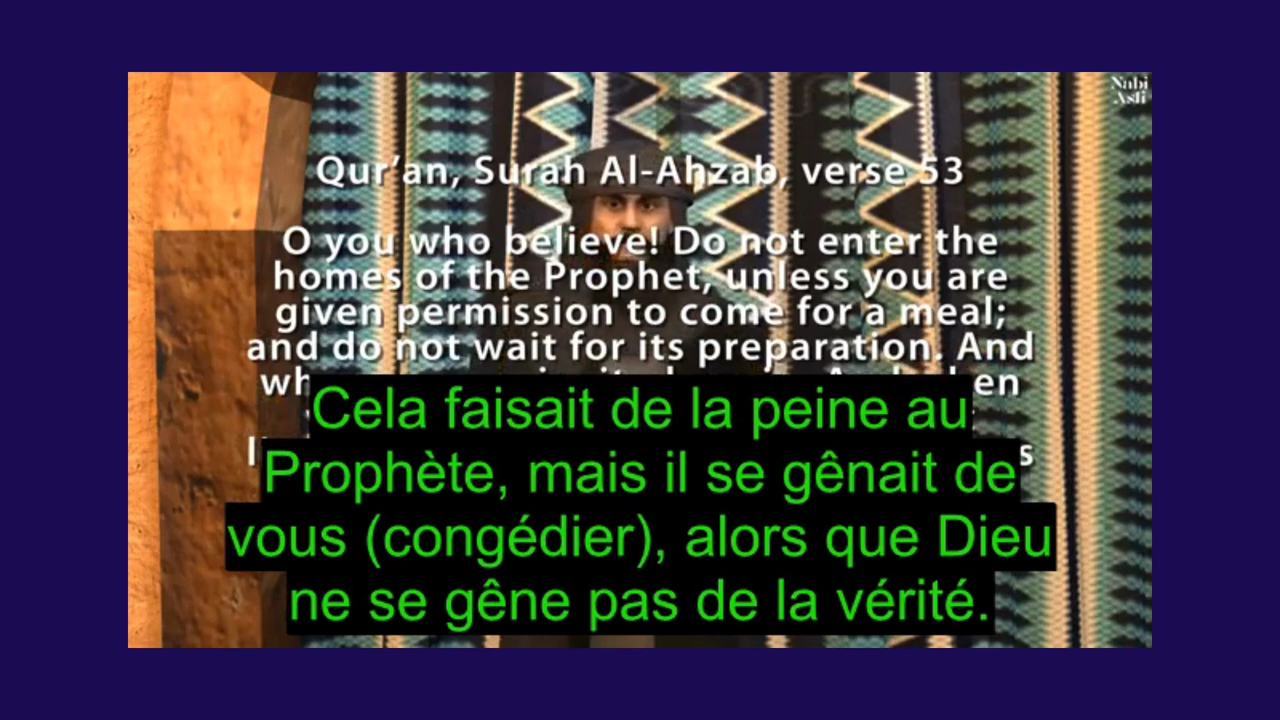 Nabi
Asli
Qur'an, Surah Al-Ahzab, verse 53
O you who believe! Do not enter the
homes of the Prophet, unless you are
given permission to come for a meal;
and do not wait for its preparation. And
Cela faisait de la peine au
Prophète, mais il se gênait de
vous (congédier), alors que Dieu
ne se gêne pas de la vérité.